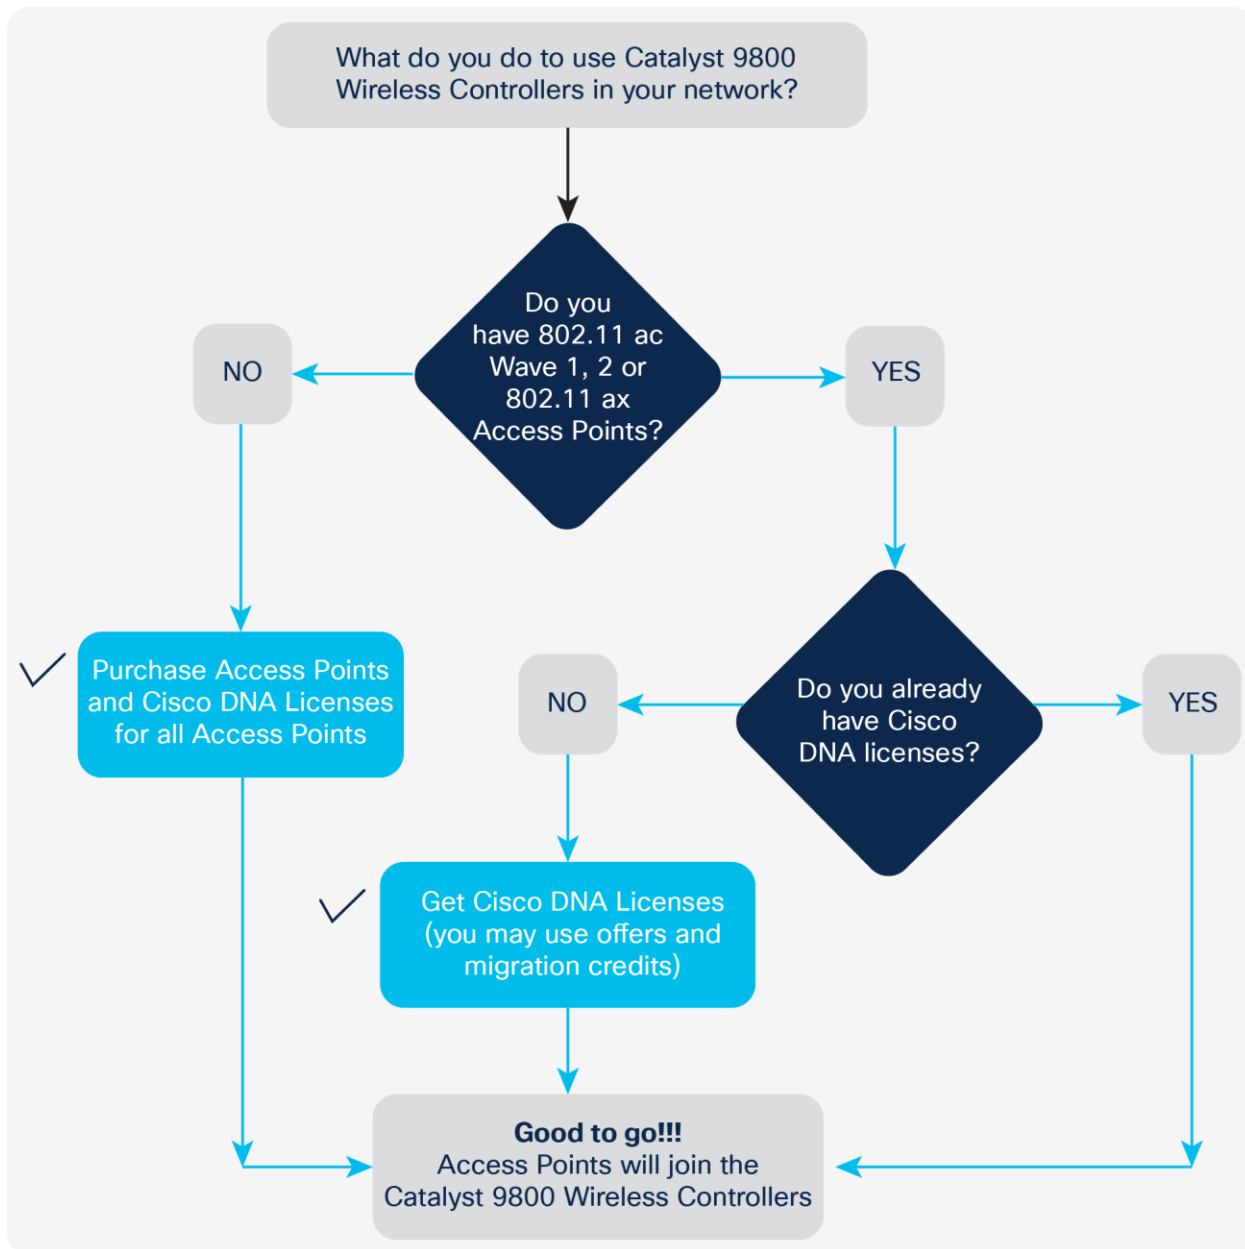 What do you do to use Catalyst 9800
Wireless Controllers in your network?
Do you
have 802.11 ac
Wave 1, 2 or
802.11 ax
Access Points?
NO
YES
Purchase Access Points
and Cisco DNA Licenses
for all Access Points
NO
Do you already
have Cisco
DNA licenses?
YES
Get Cisco DNA Licenses
(you may use offers and
migration credits)
Good to go!!!
Access Points will join the
Catalyst 9800 Wireless Controllers